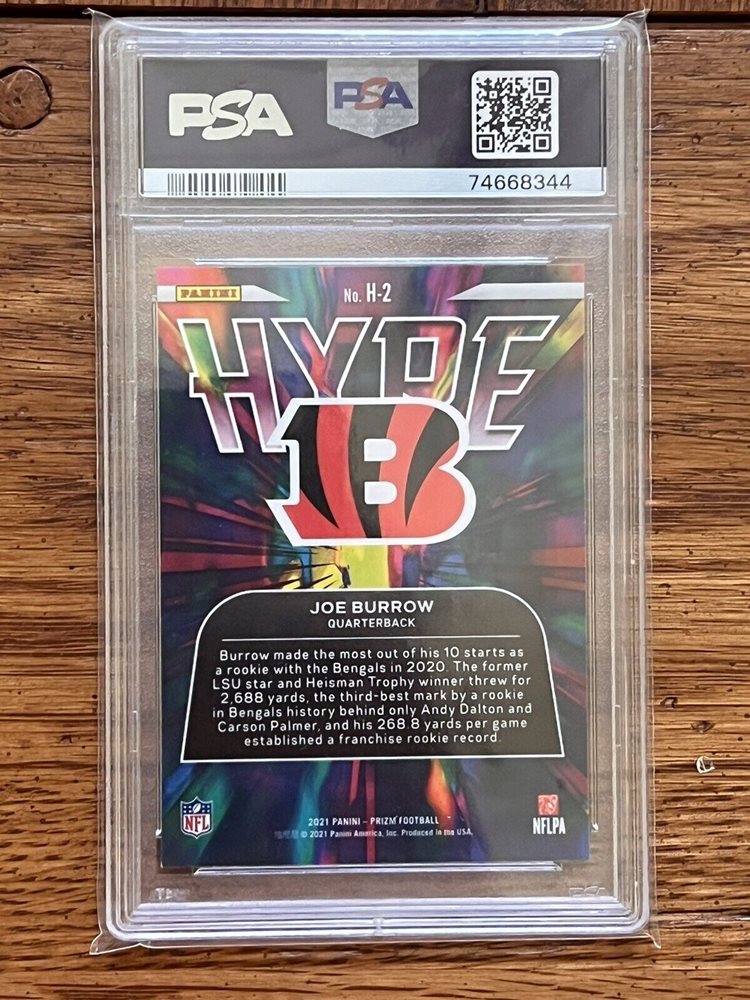 PSA
PSA
74668344
PANINI
No. H-2
HYPE
B
JOE BURROW
QUARTERBACK
Burrow made the most out of his 10 starts as
a rookie with the Bengals in 2020. The former
LSU star and Heisman Trophy winner threw for
2,688 yards, the third-best mark by a rookie
in Bengals history behind only Andy Dalton and
Carson Palmer, and his 268.8 yards per game
established a franchise rookie record.
NFL
2021 PANINI – PRIZM FOOTBALL
© 2021 Panini America, Inc. Produced in the USA.
NFLPA
PSA